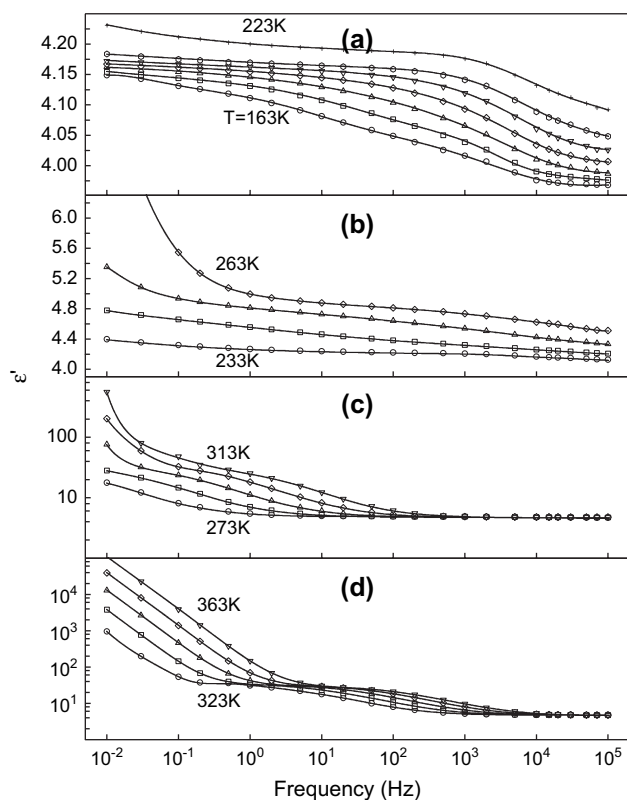 223K
(a)
4.20
4.15
4.10
T=163K
4.05
4.00
6.0
(b)
5.6
5.2
263K
4.8
4.4
233K
4.0
ε'
(c)
313K
100
10
273K
(d)
10⁴
363K
10³
10²
323K
10¹
10⁻² 10⁻¹ 10⁰ 10¹ 10² 10³ 10⁴ 10⁵
Frequency (Hz)